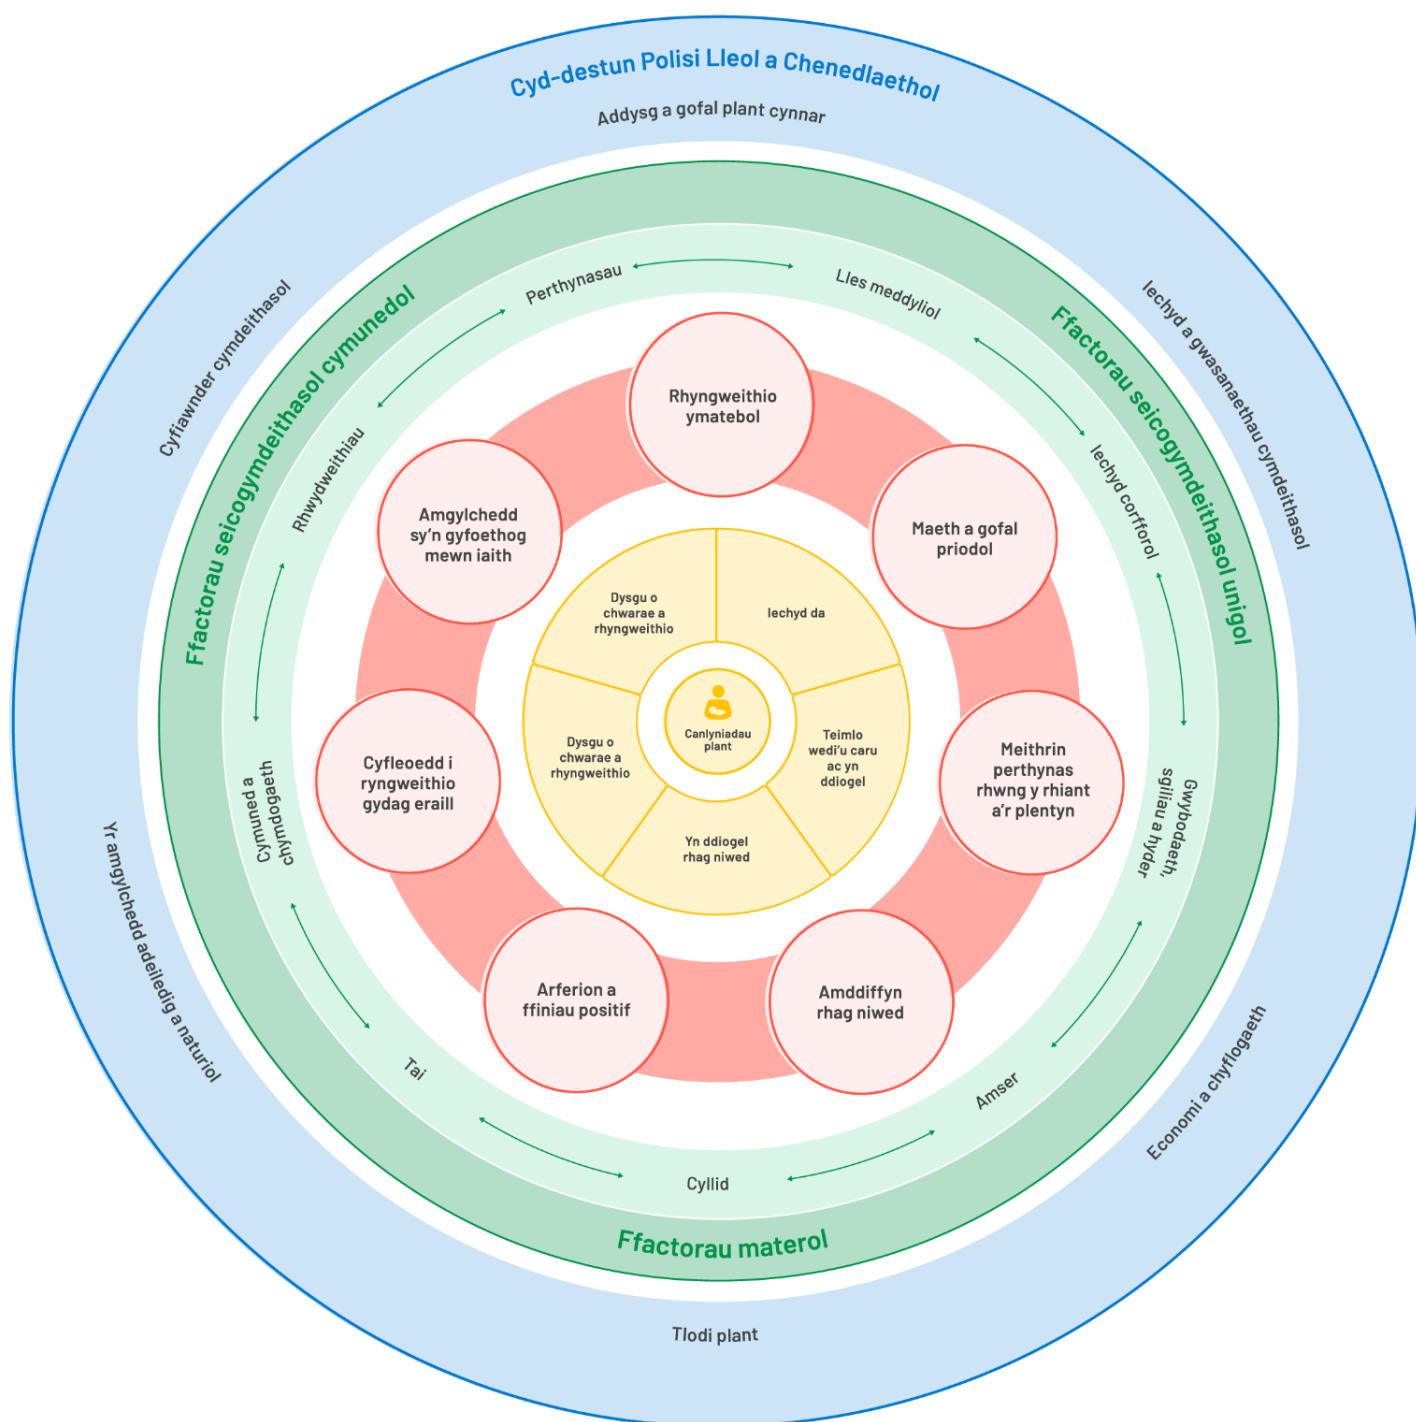 Cyd-destun Polisi Lleol a Chenedlaethol
Addysg a gofal plant cynnar
Iechyd a gwasanaethau cymdeithasol
Economi a chyflogaeth
Tlodi plant
Yr amgylchedd adeiledig a naturiol
Cyfiawnder cymdeithasol
Ffactorau seicogymdeithasol cymunedol
Ffactorau seicogymdeithasol unigol
Ffactorau materol
Perthynasau
Lles meddyliol
Iechyd corfforol
Gwybodaeth,
sgiliau a hyder
Amser
Cyllid
Tai
Cymuned a
chymdogaeth
Rhwydweithiau
Rhyngweithio
ymatebol
Maeth a gofal
priodol
Meithrin
perthynas
rhwng y rhiant
a'r plentyn
Amddiffyn
rhag niwed
Arferion a
ffiniau positif
Cyfleoedd i
ryngweithio
gydag eraill
Amgylchedd
sy'n gyfoethog
mewn iaith
Dysgu o
chwarae a
rhyngweithio
Iechyd da
Teimlo
wedi'u caru
ac yn
ddiogel
Yn ddiogel
rhag niwed
Dysgu o
chwarae a
rhyngweithio
Canlyniadau
plant